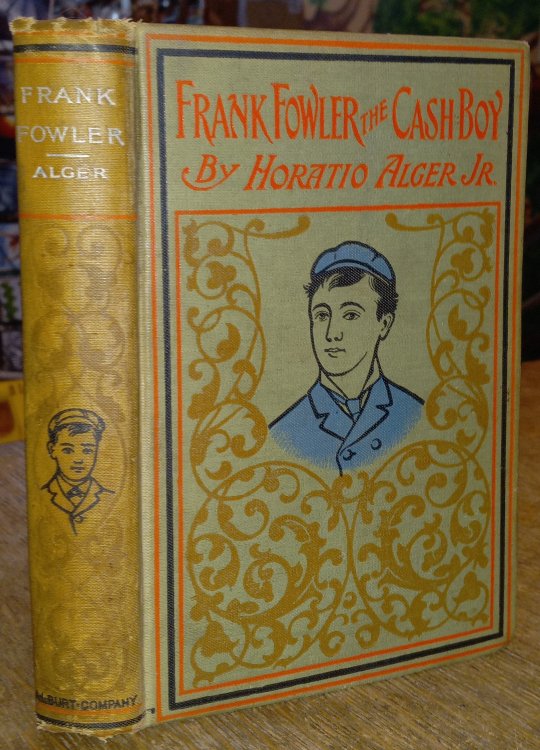 FRANK
FOWLER
ALGER
A·L·BURT·COMPANY
FRANK FOWLER THE CASH·BOY
BY HORATIO ALGER JR.